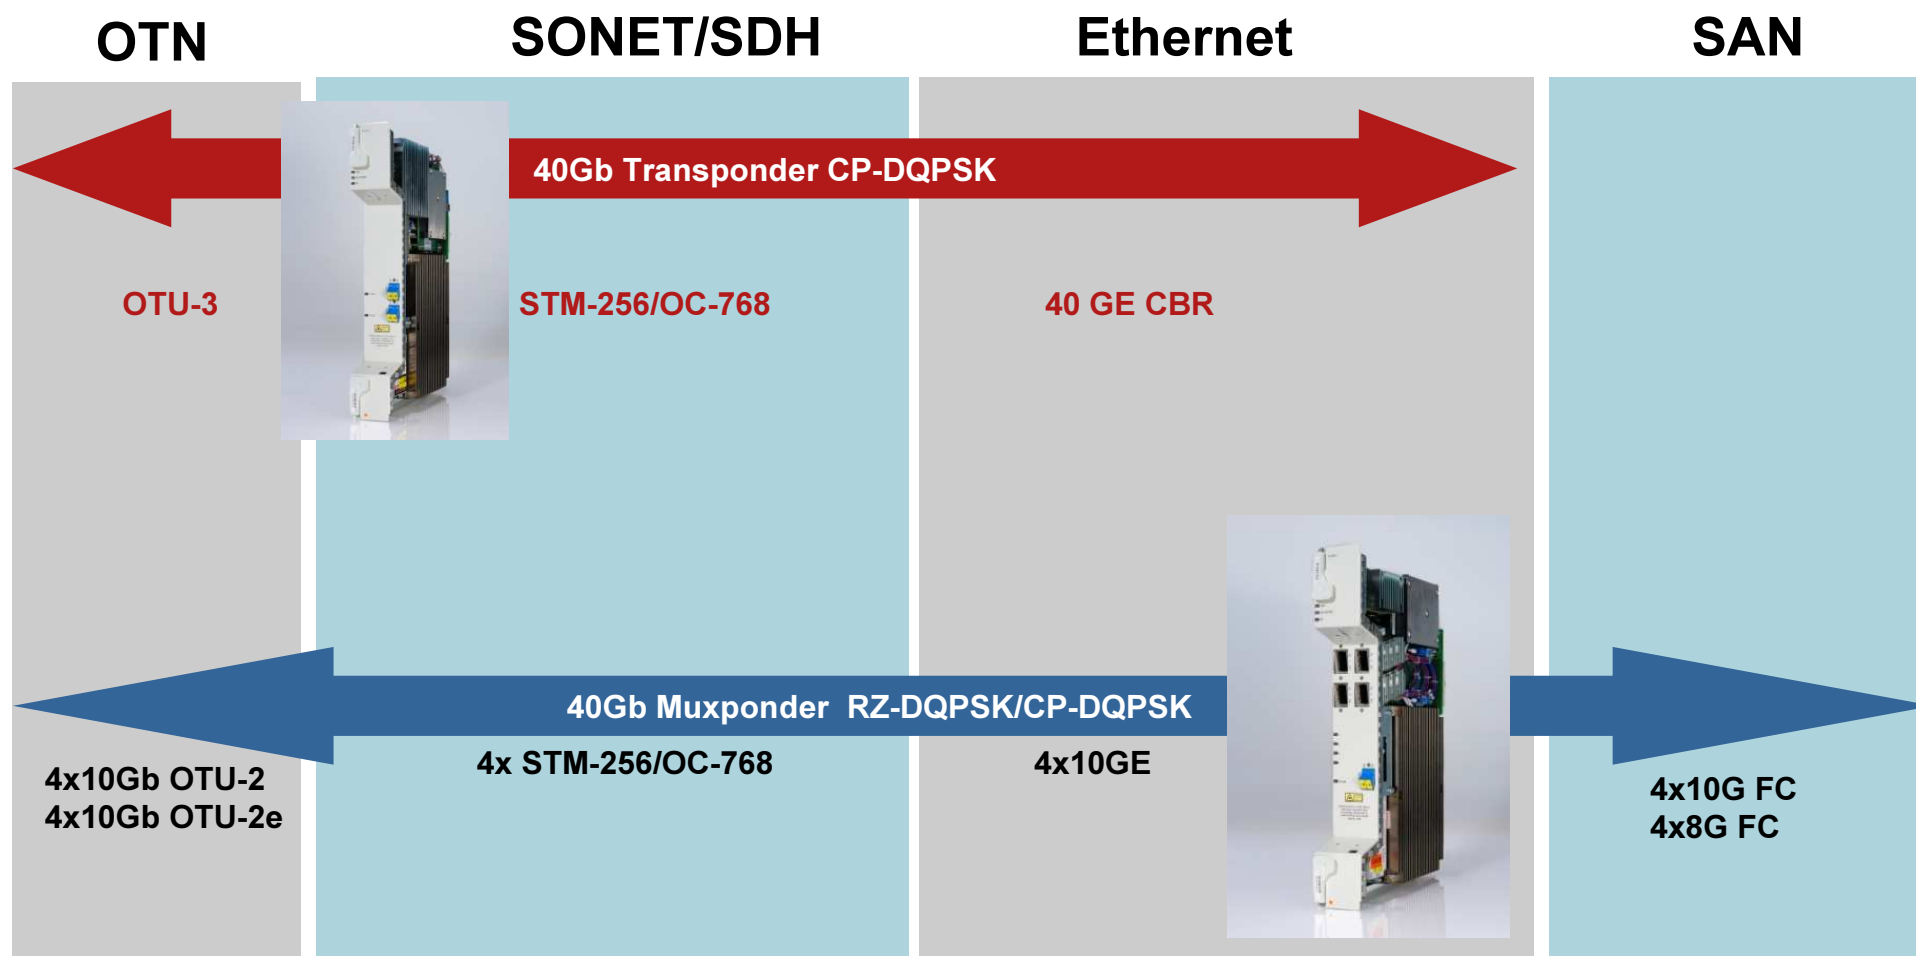 OTN
SONET/SDH
Ethernet
SAN
40Gb Transponder CP-DQPSK
OTU-3
STM-256/OC-768
40 GE CBR
40Gb Muxponder RZ-DQPSK/CP-DQPSK
4x10Gb OTU-2
4x10Gb OTU-2e
4x STM-256/OC-768
4x10GE
4x10G FC
4x8G FC